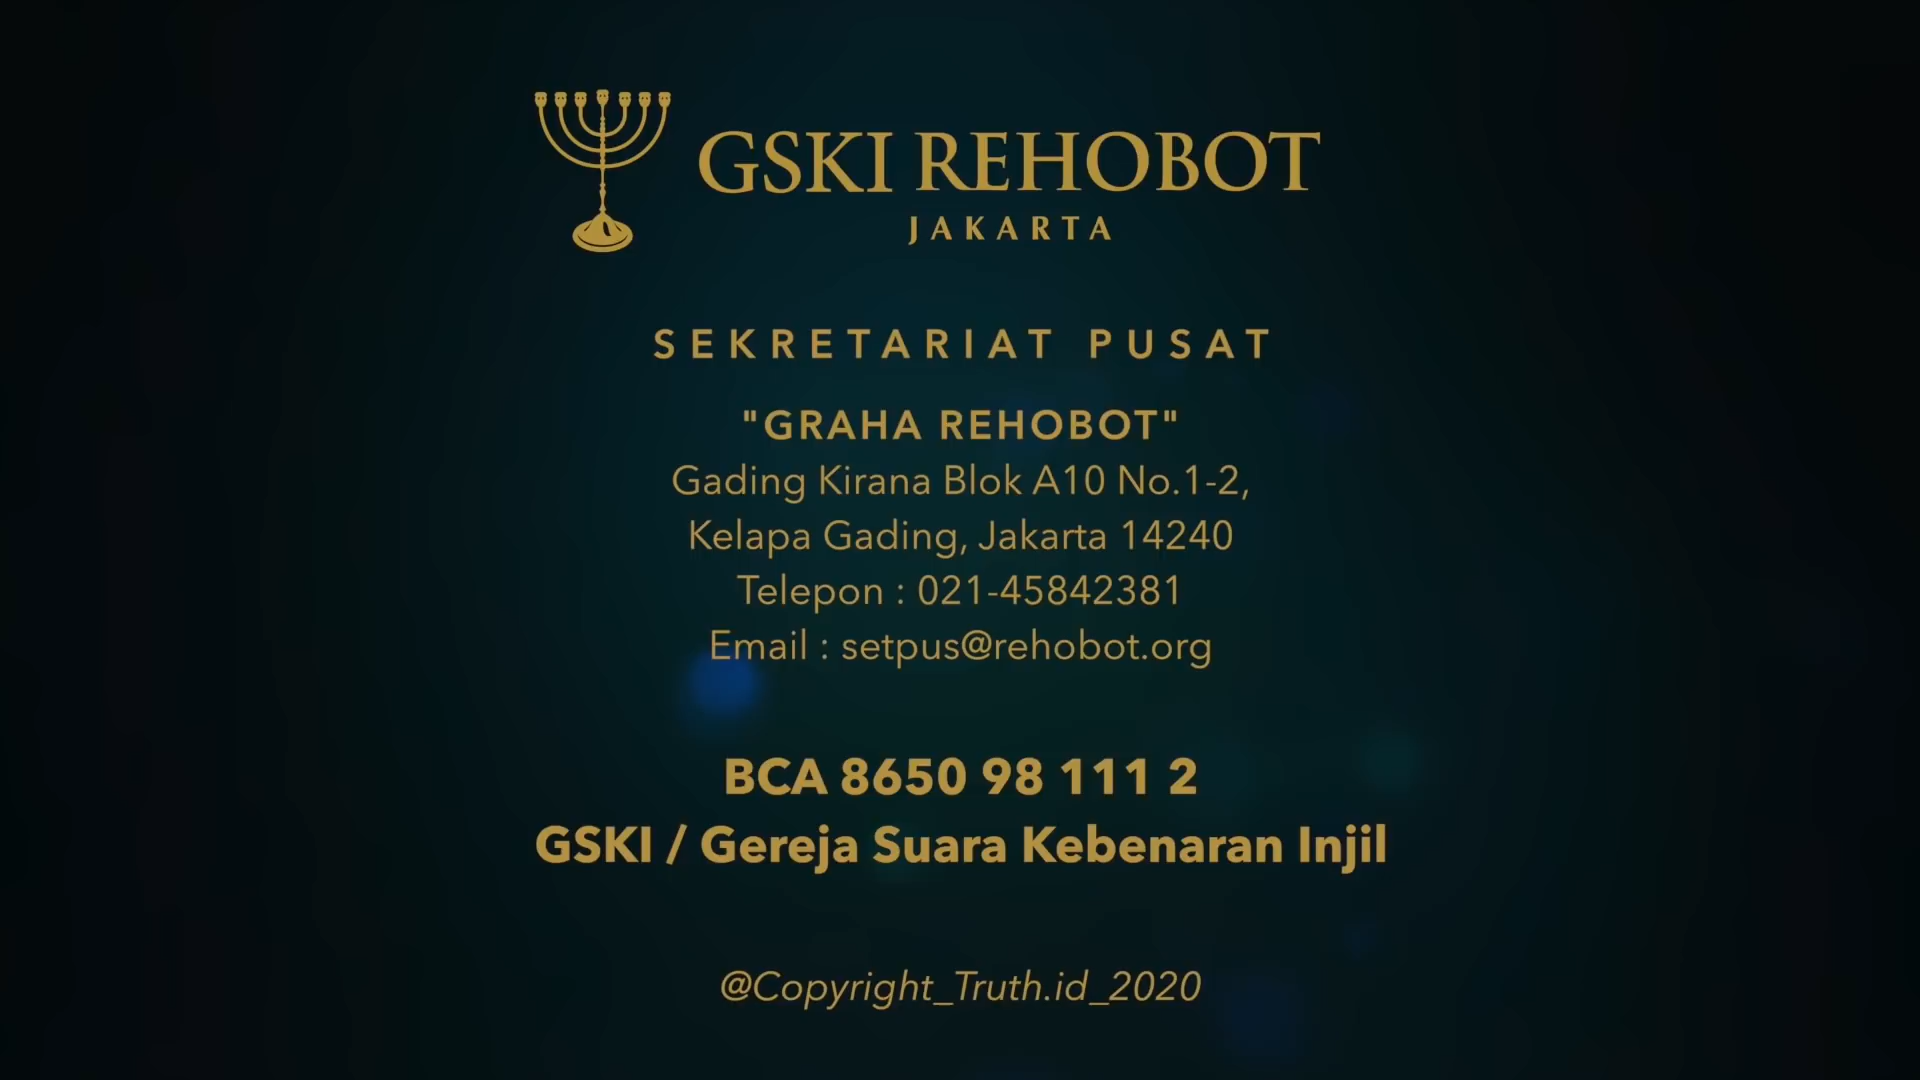 GSKI REHOBOT
JAKARTA
SEKRETARIAT PUSAT
"GRAHA REHOBOT"
Gading Kirana Blok A10 No.1-2,
Kelapa Gading, Jakarta 14240
Telepon : 021-45842381
Email : setpus@rehobot.org
BCA 8650 98 111 2
GSKI / Gereja Suara Kebenaran Injil
@Copyright_Truth.id_2020